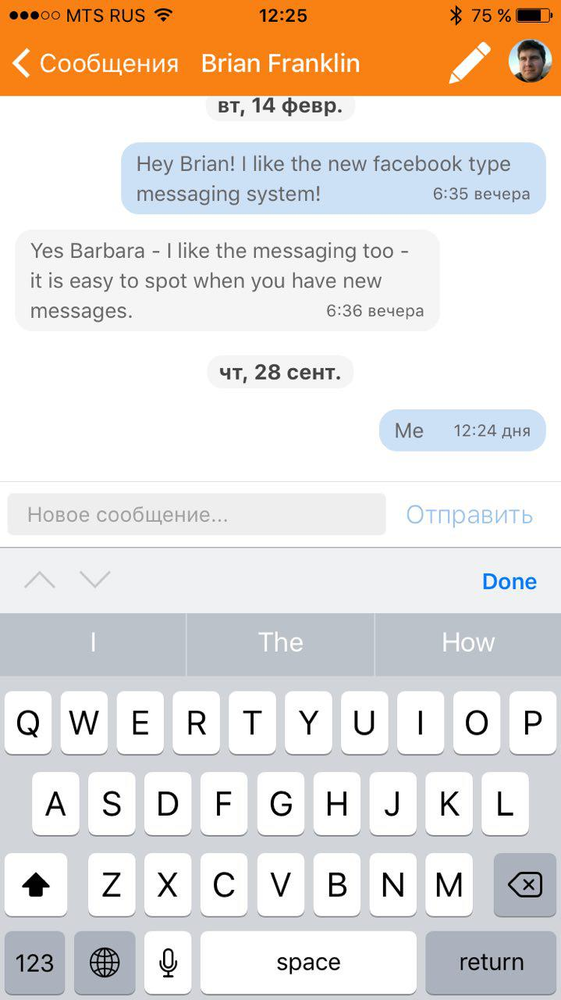 MTS RUS 12:25 75 %
Сообщения Brian Franklin
вт, 14 февр.
Hey Brian! I like the new facebook type
messaging system! 6:35 вечера
Yes Barbara - I like the messaging too -
it is easy to spot when you have new
messages. 6:36 вечера
чт, 28 сент.
Me 12:24 дня
Новое сообщение... Отправить
Done
I The How
Q W E R T Y U I O P
A S D F G H J K L
Z X C V B N M
123 space return